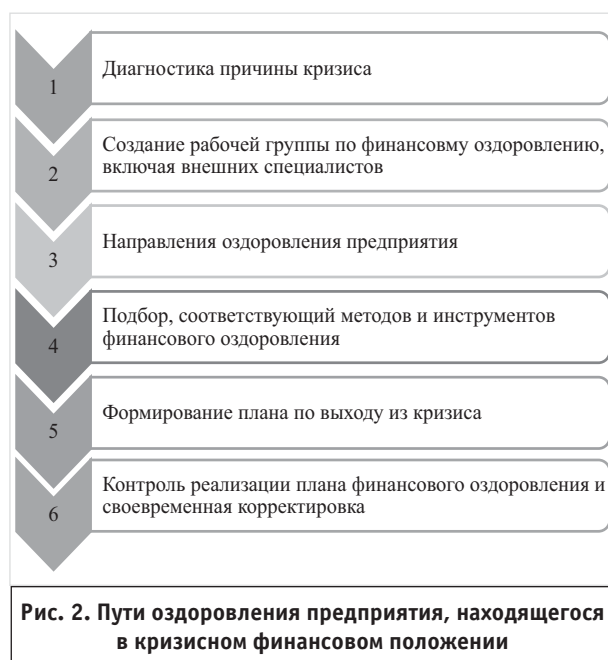 1
Диагностика причины кризиса
2
Создание рабочей группы по финансовму оздоровлению,
включая внешних специалистов
3
Направления оздоровления предприятия
4
Подбор, соответствующий методов и инструментов
финансового оздоровления
5
Формирование плана по выходу из кризиса
6
Контроль реализации плана финансового оздоровления и
своевременная корректировка
Рис. 2. Пути оздоровления предприятия, находящегося
в кризисном финансовом положении